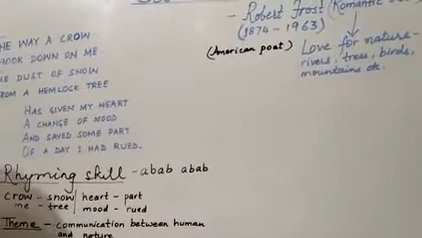 - Robert Frost (Romantic
(1874 - 1963)
(American poet)
Love for nature -
rivers, trees, birds,
mountains etc.
HE WAY A CROW
HOOK DOWN ON ME
HE DUST OF SNOW
ROM A HEMLOCK TREE
HAS GIVEN MY HEART
A CHANGE OF MOOD
AND SAVED SOME PART
OF A DAY I HAD RUED.
Rhyming skill - abab abab
crow - snow | heart - part
me - tree | mood - rued
Theme - communication between human
and nature